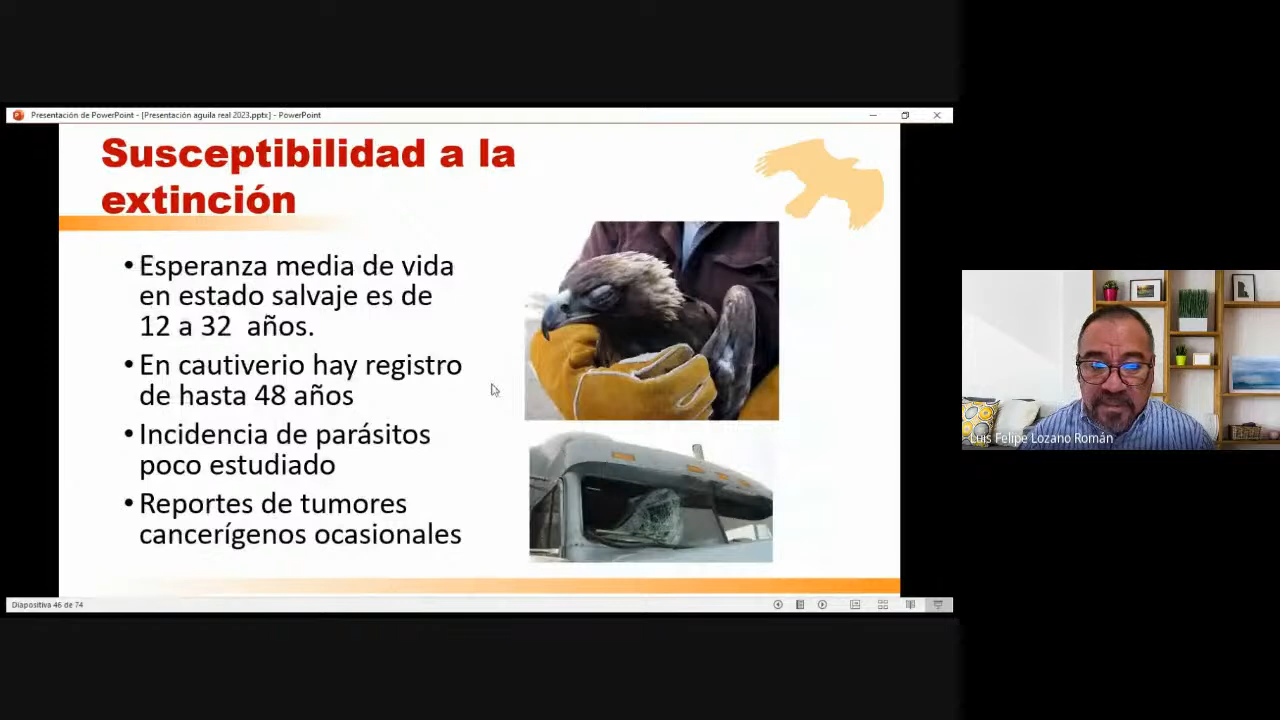 Presentación de PowerPoint - [Presentación aguila real 2023.pptx] - PowerPoint
Susceptibilidad a la
extinción
• Esperanza media de vida
en estado salvaje es de
12 a 32 años.
• En cautiverio hay registro
de hasta 48 años
• Incidencia de parásitos
poco estudiado
• Reportes de tumores
cancerígenos ocasionales
Diapositiva 46 de 74
Luis Felipe Lozano Román